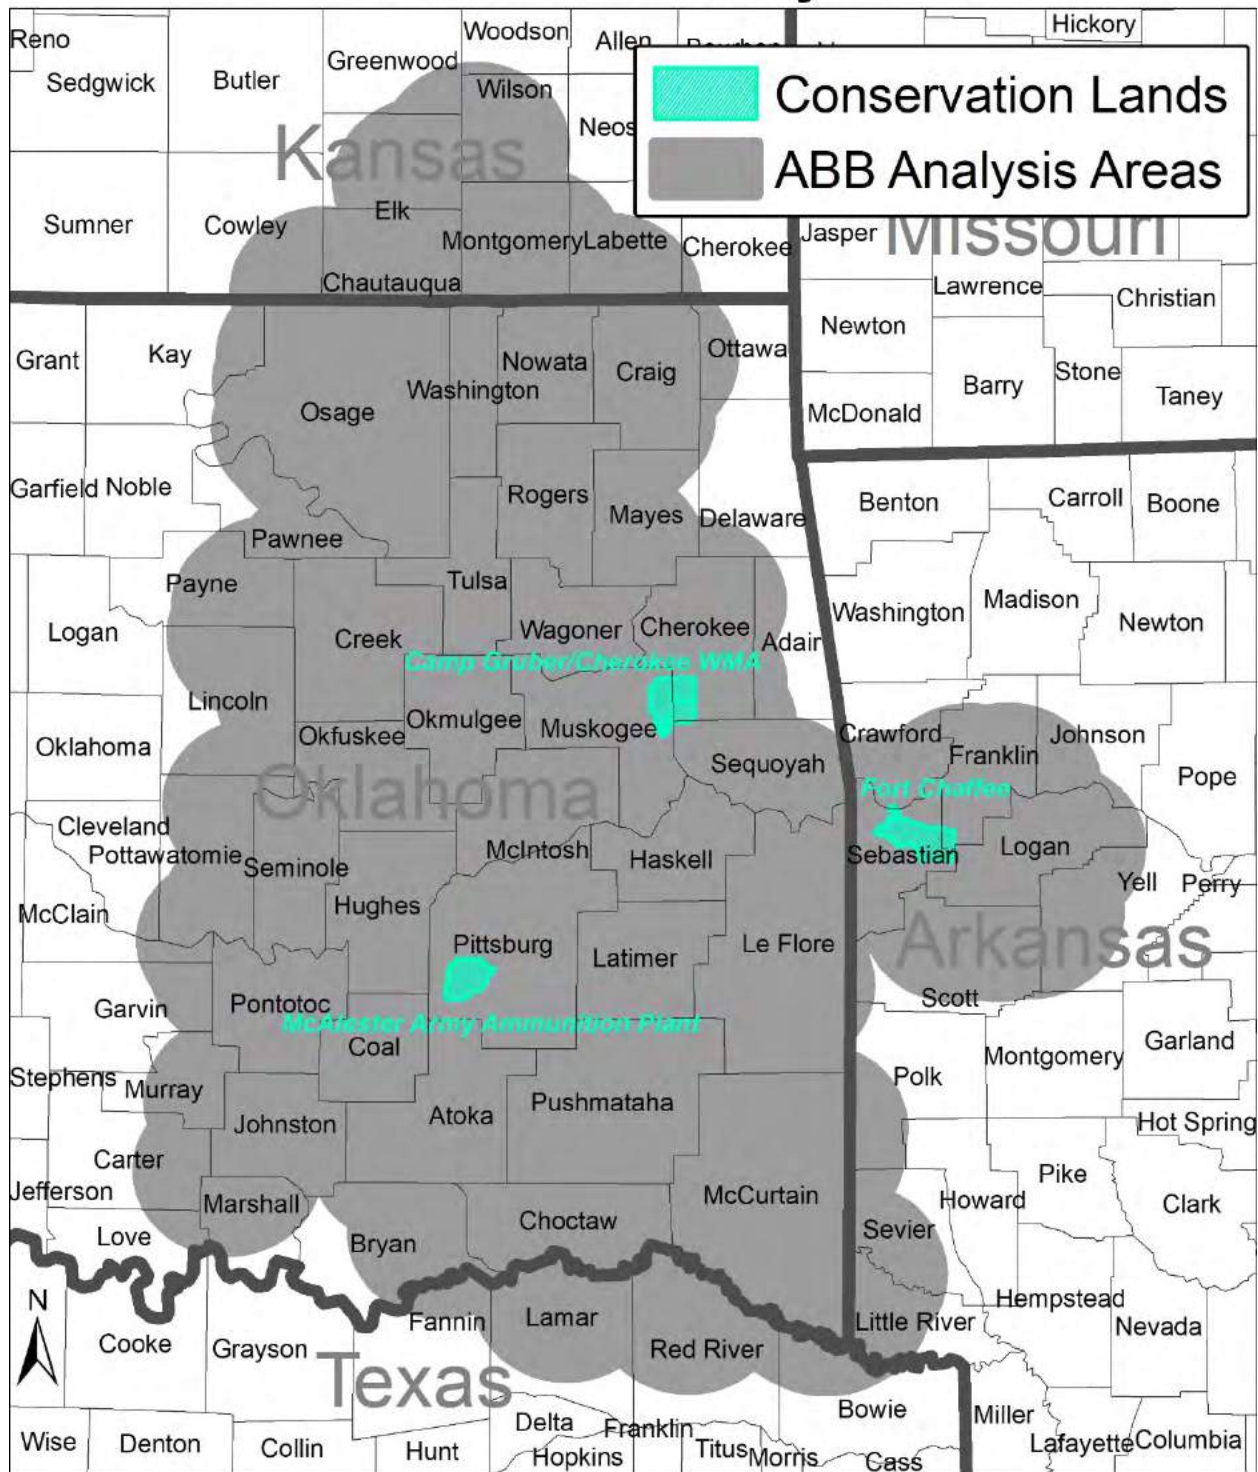 Hickory
Woodson
Allen
Reno
Greenwood
Sedgwick
Butler
Wilson
Conservation Lands
Neos
Kansas
ABB Analysis Areas
Elk
Sumner
Cowley
Montgomery
Labette
Cherokee
Jasper
Missouri
Chautauqua
Lawrence
Christian
Newton
Grant
Kay
Nowata
Craig
Ottawa
Washington
Barry
Stone
Taney
Osage
McDonald
Garfield
Noble
Rogers
Mayes
Delaware
Benton
Carroll
Boone
Pawnee
Payne
Tulsa
Logan
Creek
Wagoner
Cherokee
Adair
Washington
Madison
Newton
Camp Gruber/Cherokee WMA
Lincoln
Okmulgee
Oklahoma
Okfuskee
Muskogee
Sequoyah
Crawford
Franklin
Johnson
Pope
Oklahoma
Fort Chaffee
Cleveland
Pottawatomie
Seminole
McIntosh
Haskell
Sebastian
Logan
Yell
Perry
McClain
Hughes
Pittsburg
Latimer
Le Flore
Arkansas
Garvin
Pontotoc
Scott
McAlester Army Ammunition Plant
Coal
Montgomery
Garland
Stephens
Murray
Polk
Johnston
Atoka
Pushmataha
Hot Spring
Carter
Pike
Jefferson
Marshall
McCurtain
Howard
Clark
Love
Bryan
Choctaw
Sevier
N
Hempstead
Cooke
Grayson
Fannin
Lamar
Little River
Nevada
Red River
Texas
Bowie
Miller
Wise
Denton
Collin
Hunt
Delta
Franklin
Hopkins
Titus
Morris
Cass
Lafayette
Columbia